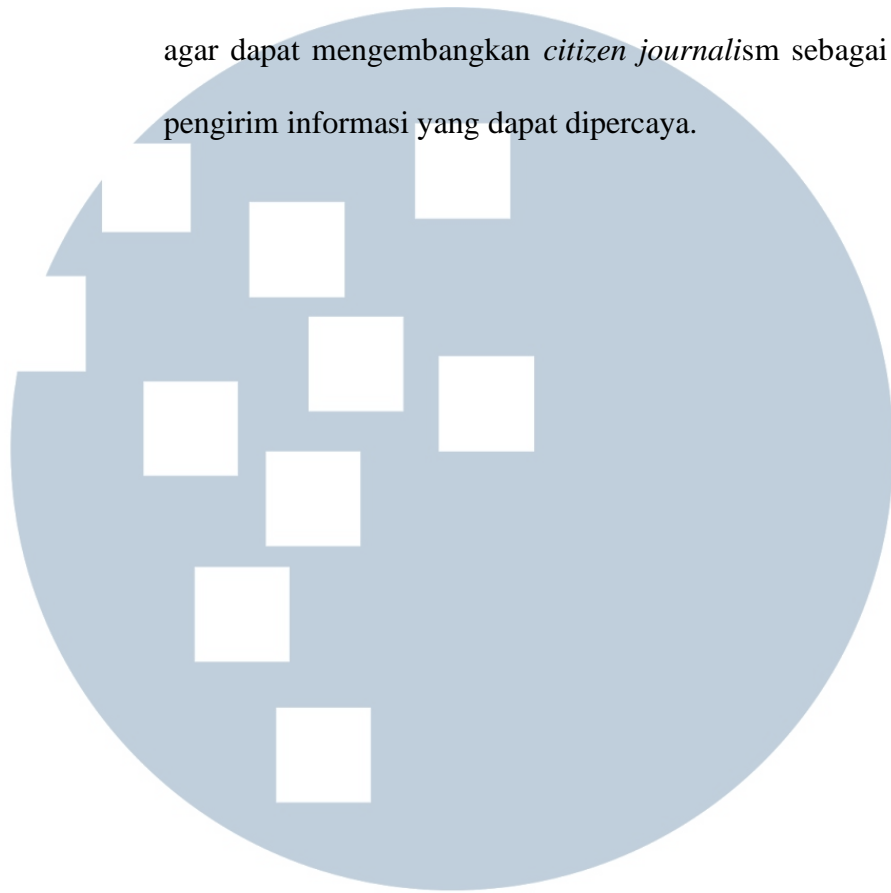 agar dapat mengembangkan citizen journalism sebagai
pengirim informasi yang dapat dipercaya.